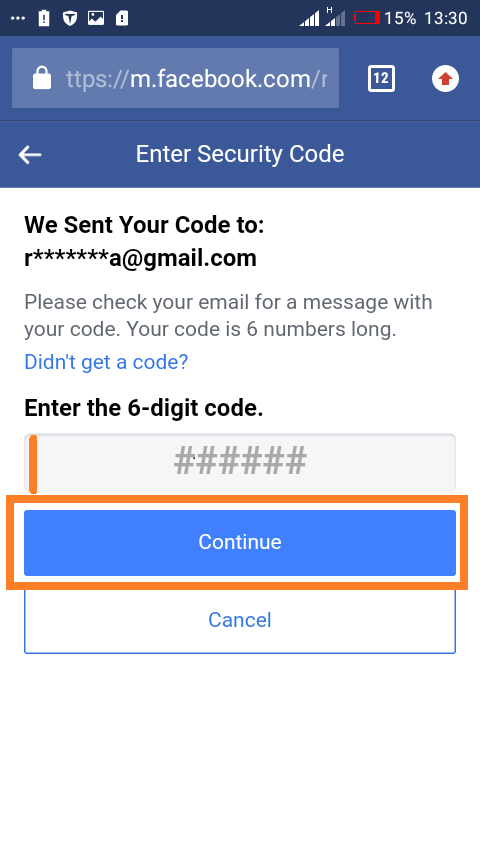 H
15% 13:30
ttps://m.facebook.com/r
12
Enter Security Code
We Sent Your Code to:
r*******a@gmail.com
Please check your email for a message with
your code. Your code is 6 numbers long.
Didn't get a code?
Enter the 6-digit code.
######
Continue
Cancel